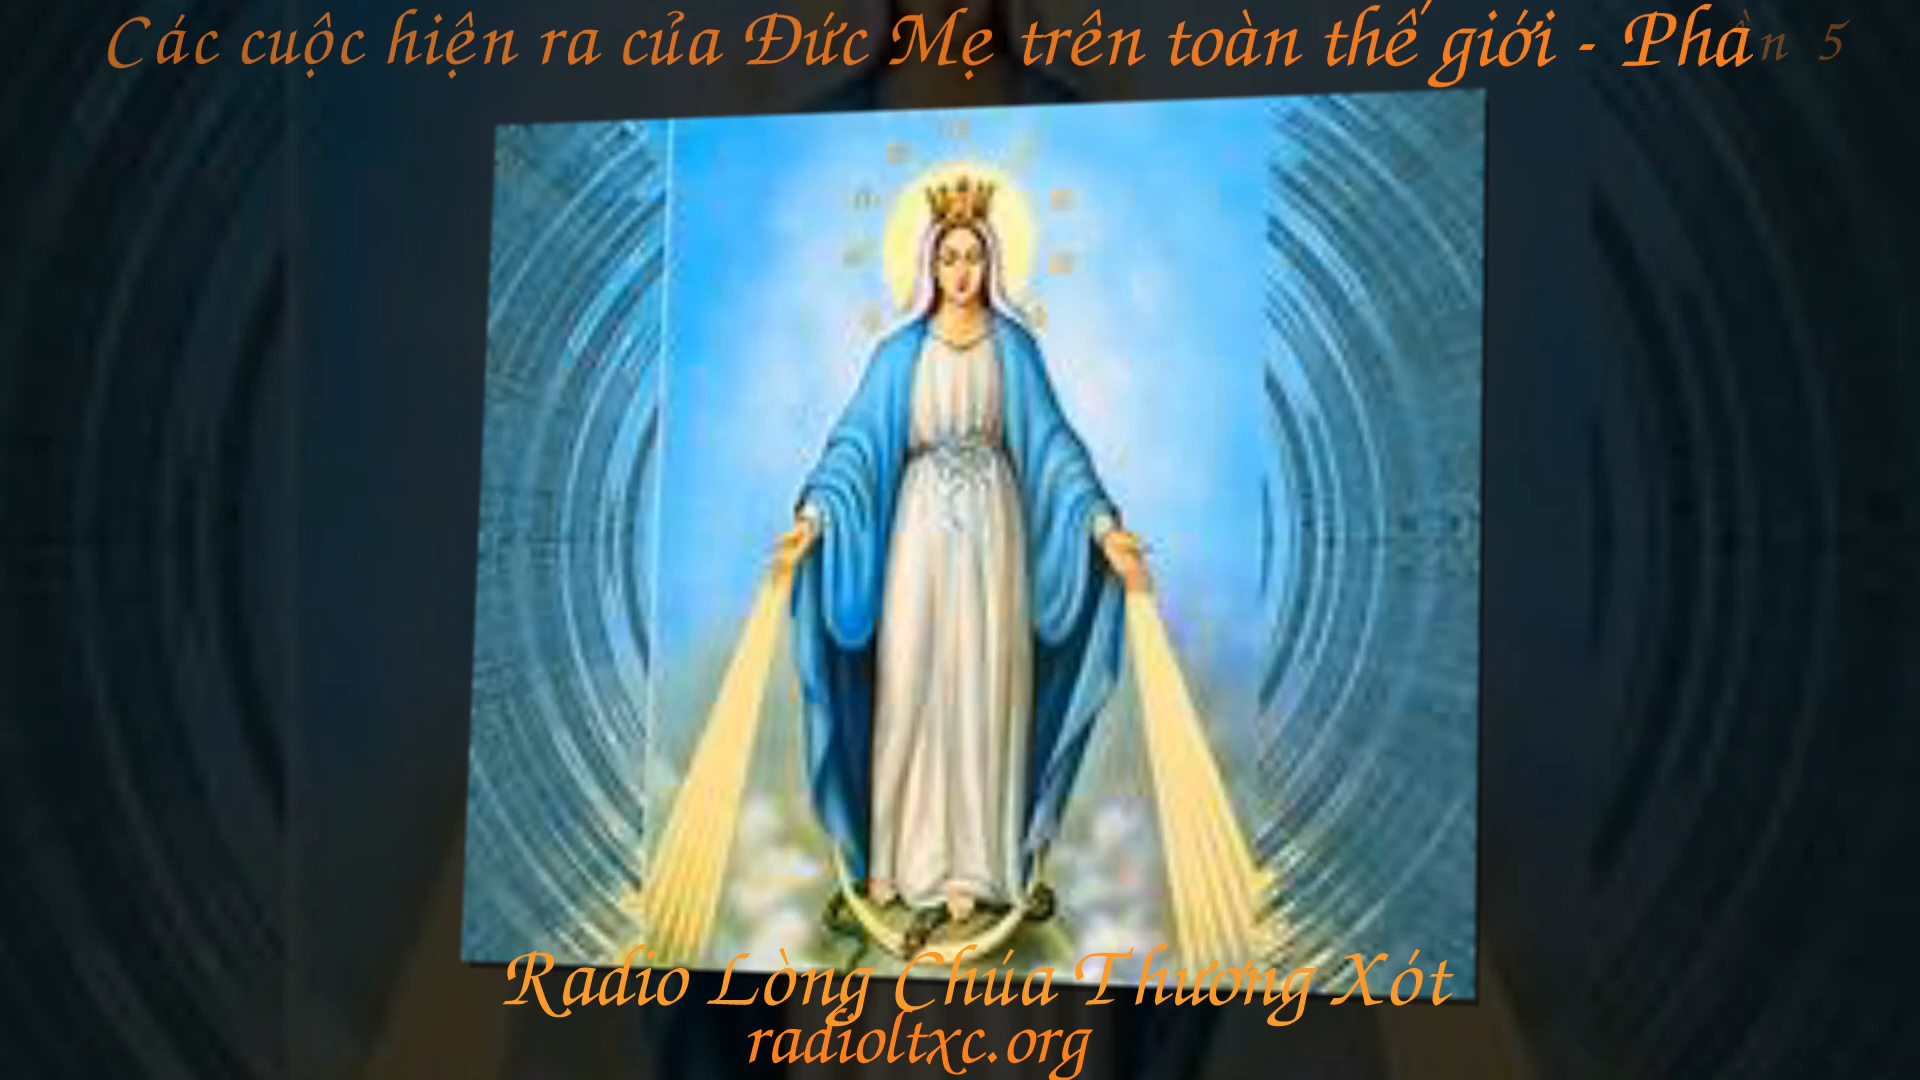 Các cuộc hiện ra của Đức Mẹ trên toàn thế giới - Phần 5
Radio Lòng Chúa Thương Xót
radioltxc.org